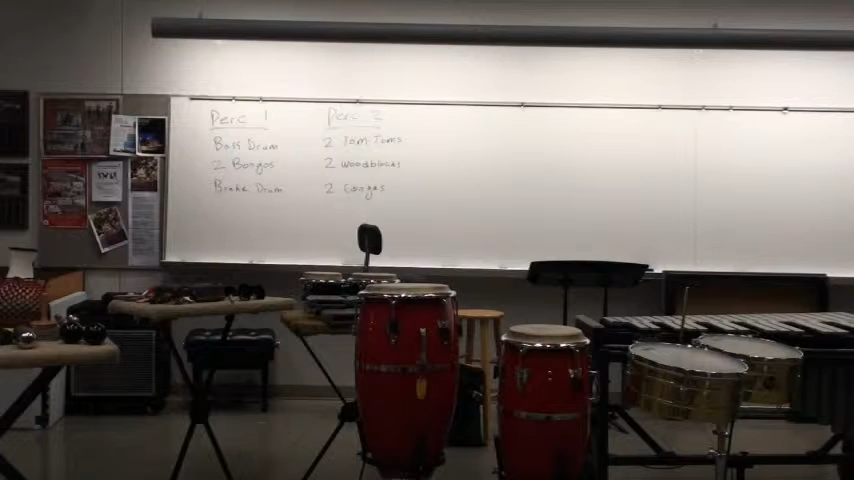 Perc 1
Bass Drum
2 Bongos
Brake Drum
Perc 2
2 Tom Toms
2 Woodblocks
2 Congas